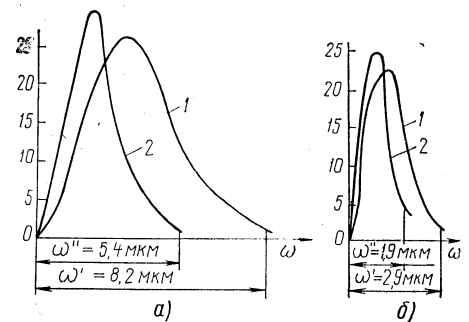 25
20
15
10
5
0
1
2
ω
ω" = 5,4 мкм
ω' = 8,2 мкм
а)
25
20
15
10
5
0
1
2
ω
ω"=1,9 мкм
ω'=2,9 мкм
б)